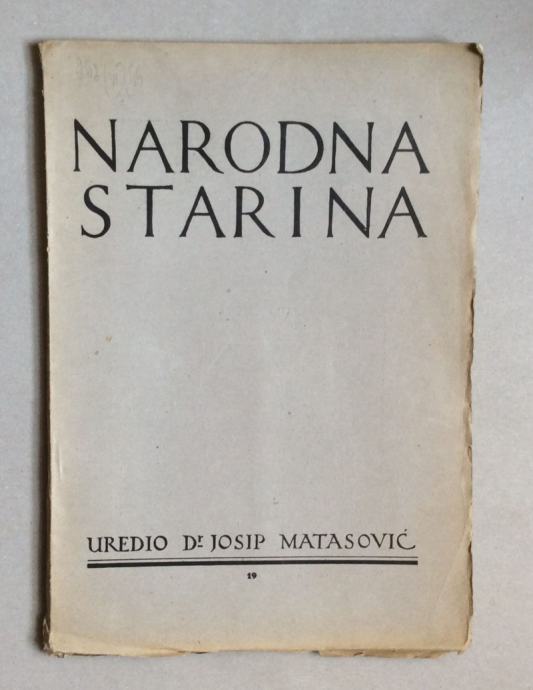 NARODNA
STARINA
UREDIO Dr JOSIP MATASOVIĆ
19